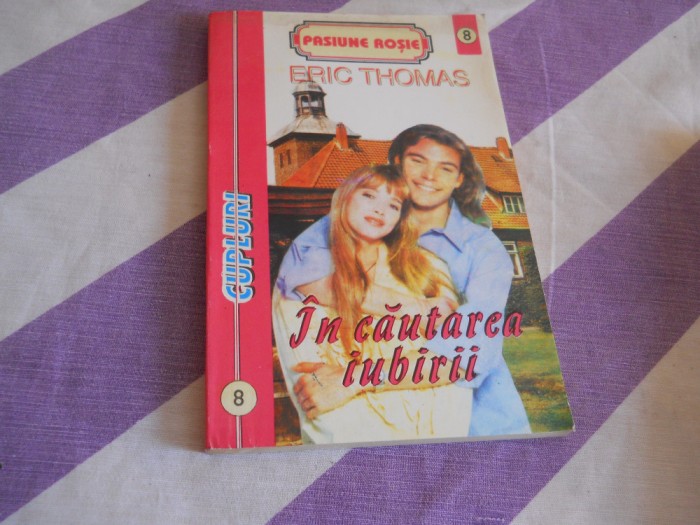 PASIUNE ROȘIE
8
ERIC THOMAS
CUPLURI
În căutarea
iubirii
8